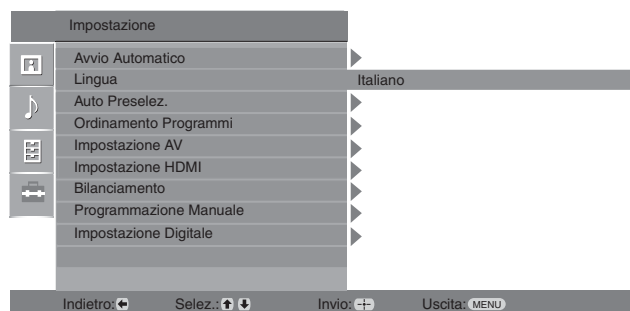 Impostazione
Avvio Automatico
Lingua Italiano
Auto Preselez.
Ordinamento Programmi
Impostazione AV
Impostazione HDMI
Bilanciamento
Programmazione Manuale
Impostazione Digitale
Indietro: Selez.: Invio: Uscita: MENU